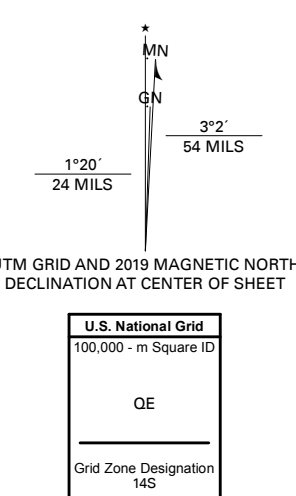 ★
MN
GN
3°2´
54 MILS
1°20´
24 MILS
UTM GRID AND 2019 MAGNETIC NORTH
DECLINATION AT CENTER OF SHEET
U.S. National Grid
100,000 - m Square ID
QE
Grid Zone Designation
14S